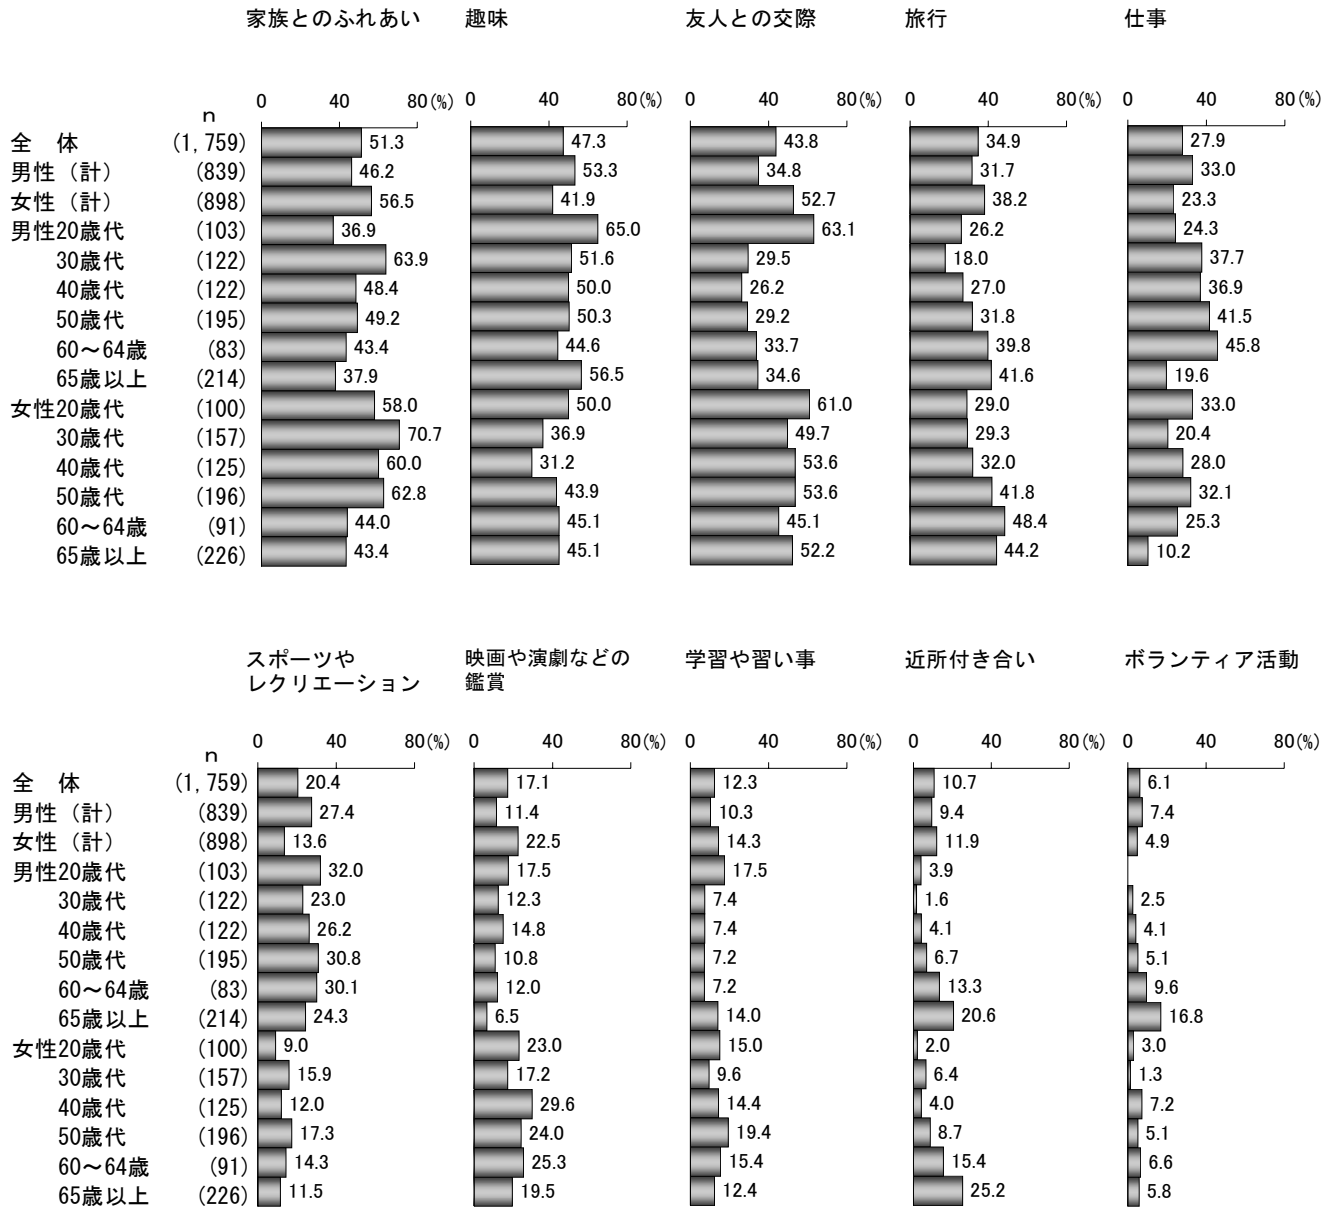 家族とのふれあい 趣味 友人との交際 旅行 仕事
0 40 80(%) 0 40 80(%) 0 40 80(%) 0 40 80(%) 0 40 80(%)
n
全 体 (1,759) 51.3 47.3 43.8 34.9 27.9
男性（計） (839) 46.2 53.3 34.8 31.7 33.0
女性（計） (898) 56.5 41.9 52.7 38.2 23.3
男性20歳代 (103) 36.9 65.0 63.1 26.2 24.3
30歳代 (122) 63.9 51.6 29.5 18.0 37.7
40歳代 (122) 48.4 50.0 26.2 27.0 36.9
50歳代 (195) 49.2 50.3 29.2 31.8 41.5
60～64歳 (83) 43.4 44.6 33.7 39.8 45.8
65歳以上 (214) 37.9 56.5 34.6 41.6 19.6
女性20歳代 (100) 58.0 50.0 61.0 29.0 33.0
30歳代 (157) 70.7 36.9 49.7 29.3 20.4
40歳代 (125) 60.0 31.2 53.6 32.0 28.0
50歳代 (196) 62.8 43.9 53.6 41.8 32.1
60～64歳 (91) 44.0 45.1 45.1 48.4 25.3
65歳以上 (226) 43.4 45.1 52.2 44.2 10.2
スポーツや 映画や演劇などの 学習や習い事 近所付き合い ボランティア活動
レクリエーション 鑑賞
0 40 80(%) 0 40 80(%) 0 40 80(%) 0 40 80(%) 0 40 80(%)
n
全 体 (1,759) 20.4 17.1 12.3 10.7 6.1
男性（計） (839) 27.4 11.4 10.3 9.4 7.4
女性（計） (898) 13.6 22.5 14.3 11.9 4.9
男性20歳代 (103) 32.0 17.5 17.5 3.9
30歳代 (122) 23.0 12.3 7.4 1.6 2.5
40歳代 (122) 26.2 14.8 7.4 4.1 4.1
50歳代 (195) 30.8 10.8 7.2 6.7 5.1
60～64歳 (83) 30.1 12.0 7.2 13.3 9.6
65歳以上 (214) 24.3 6.5 14.0 20.6 16.8
女性20歳代 (100) 9.0 23.0 15.0 2.0 3.0
30歳代 (157) 15.9 17.2 9.6 6.4 1.3
40歳代 (125) 12.0 29.6 14.4 4.0 7.2
50歳代 (196) 17.3 24.0 19.4 8.7 5.1
60～64歳 (91) 14.3 25.3 15.4 15.4 6.6
65歳以上 (226) 11.5 19.5 12.4 25.2 5.8